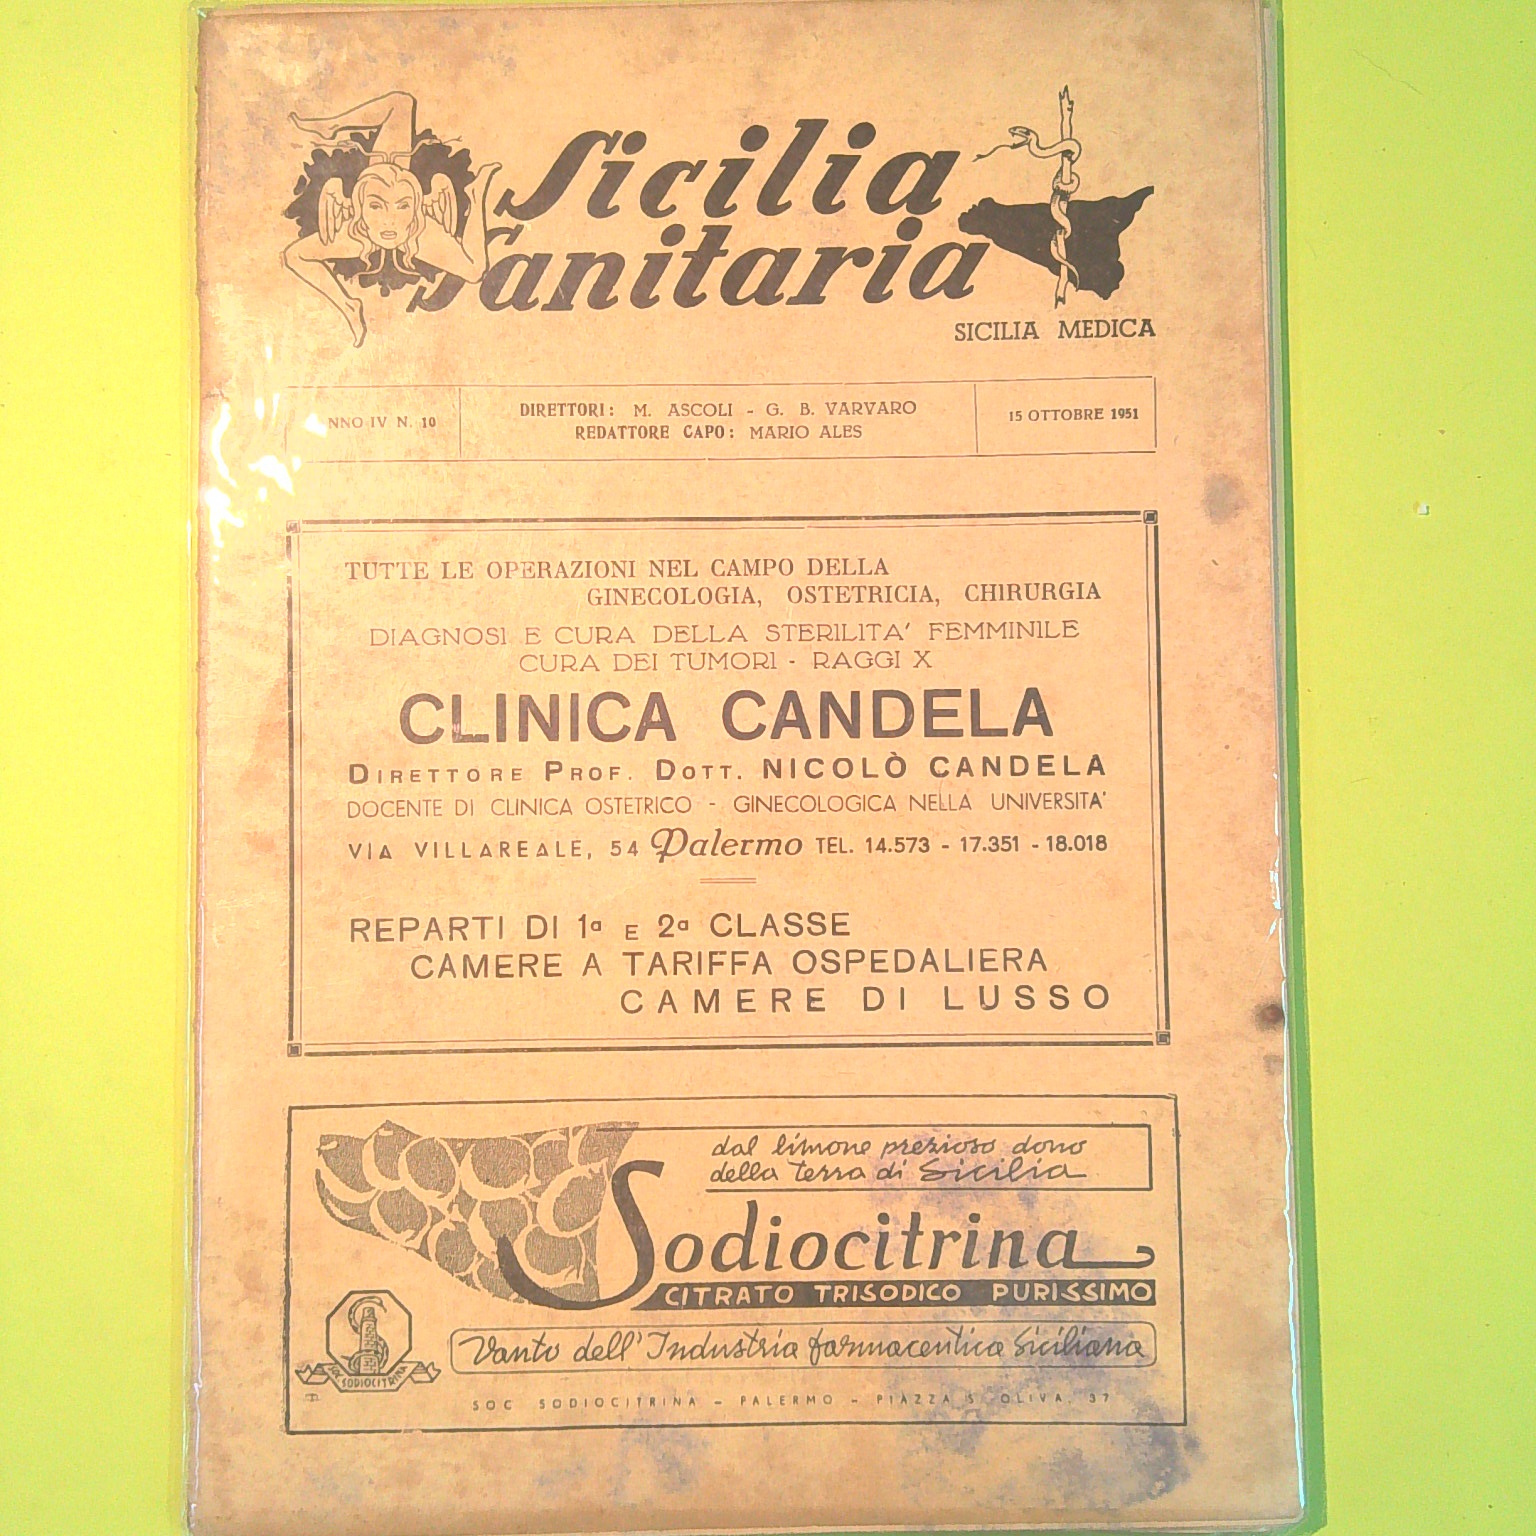 Sicilia
Sanitaria
SICILIA MEDICA
NNO IV N. 10
DIRETTORI: M. ASCOLI - G. B. VARVARO
REDATTORE CAPO: MARIO ALES
15 OTTOBRE 1951
TUTTE LE OPERAZIONI NEL CAMPO DELLA
GINECOLOGIA, OSTETRICIA, CHIRURGIA
DIAGNOSI E CURA DELLA STERILITA' FEMMINILE
CURA DEI TUMORI - RAGGI X
CLINICA CANDELA
DIRETTORE PROF. DOTT. NICOLÒ CANDELA
DOCENTE DI CLINICA OSTETRICO - GINECOLOGICA NELLA UNIVERSITA'
VIA VILLAREALE, 54 Palermo TEL. 14.573 - 17.351 - 18.018
REPARTI DI 1ª E 2ª CLASSE
CAMERE A TARIFFA OSPEDALIERA
CAMERE DI LUSSO
dal limone prezioso dono
della terra di Sicilia
Sodiocitrina
CITRATO TRISODICO PURISSIMO
SOC SODIOCITRINA
Vanto dell'Industria farmaceutica Siciliana
SOC SODIOCITRINA - PALERMO - PIAZZA S. OLIVA, 37